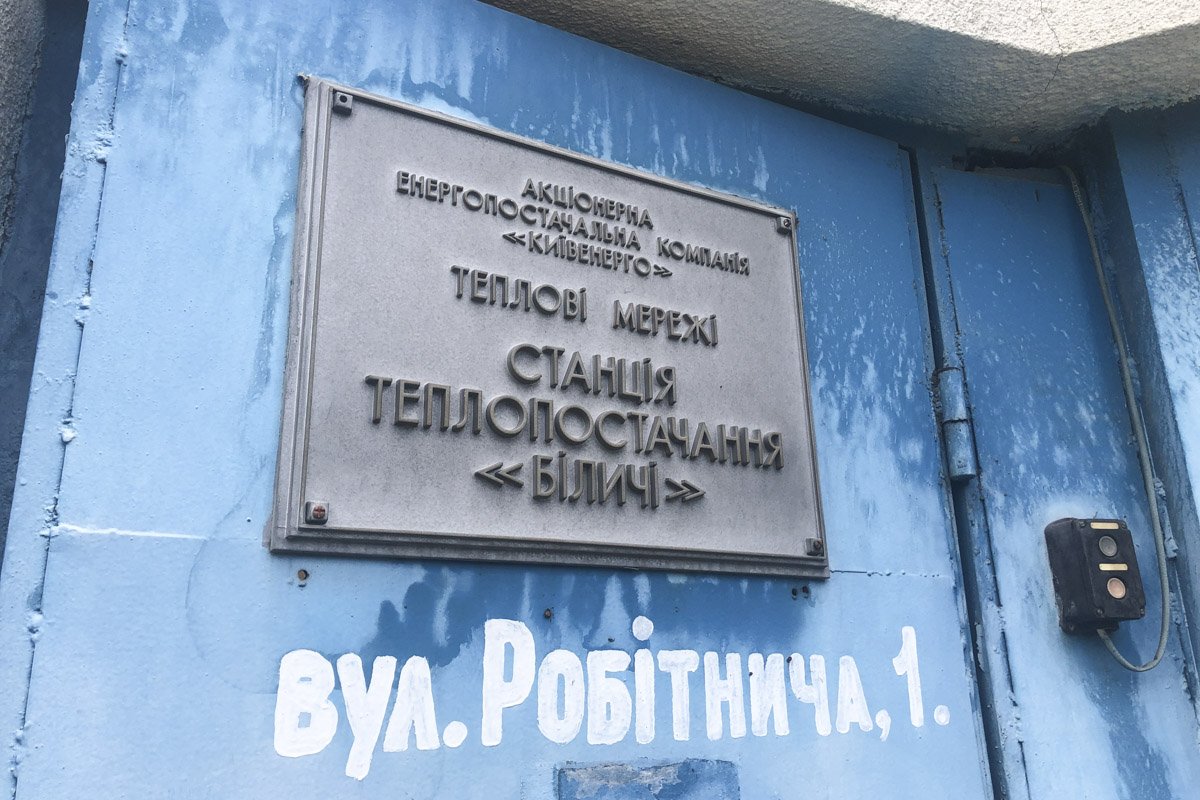 АКЦІОНЕРНА
ЕНЕРГОПОСТАЧАЛЬНА КОМПАНІЯ
«КИЇВЕНЕРГО»
ТЕПЛОВІ МЕРЕЖІ
СТАНЦІЯ
ТЕПЛОПОСТАЧАННЯ
«БІЛИЧІ»
вул. Робітнича, 1.